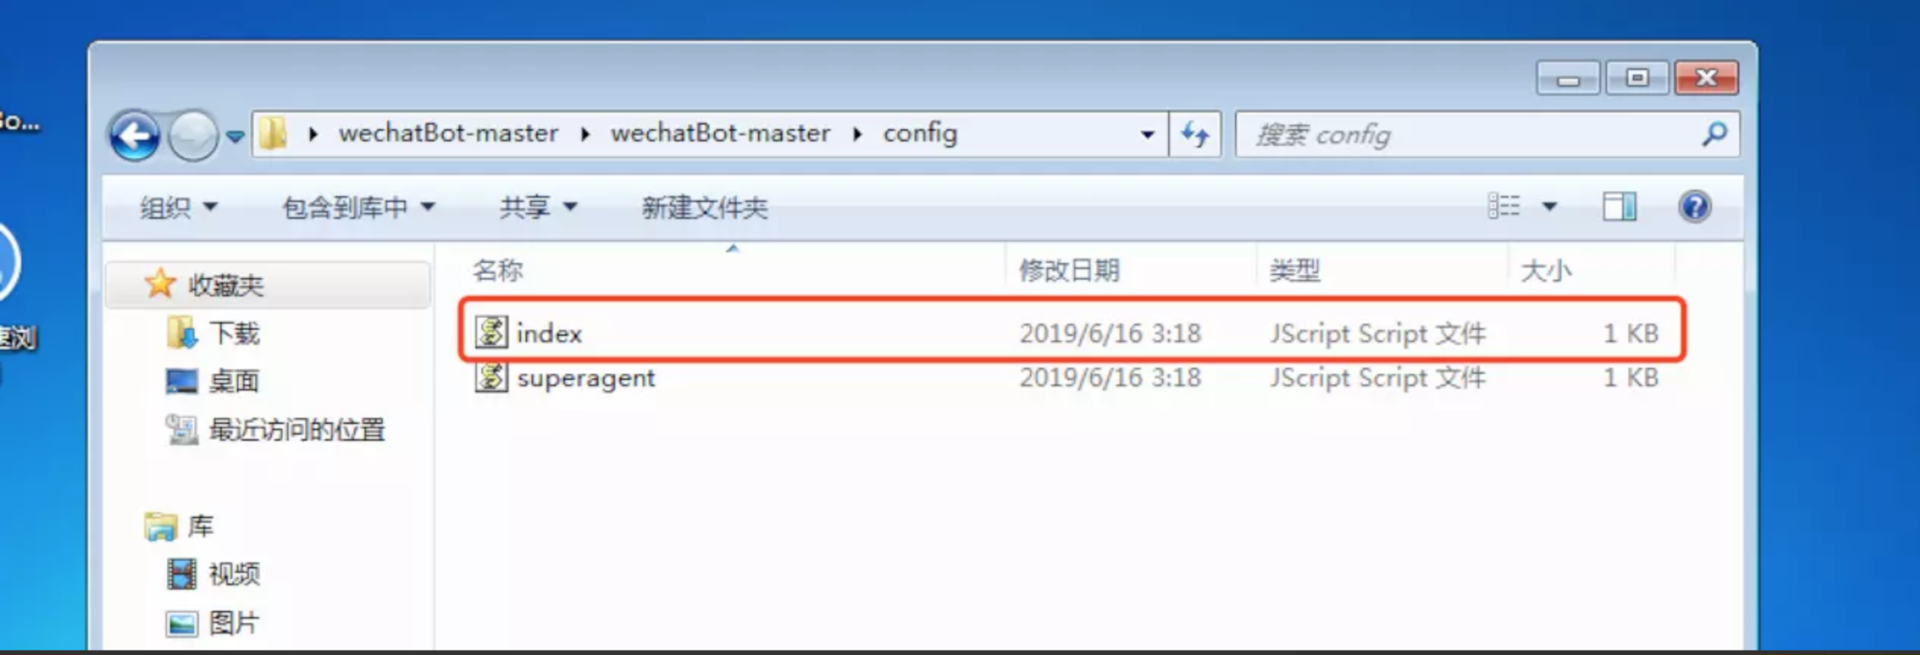 Bo...
wechatBot-master wechatBot-master config 搜索 config
组织 包含到库中 共享 新建文件夹
名称 修改日期 类型 大小
收藏夹
index 2019/6/16 3:18 JScript Script 文件 1 KB
下载
速浏
superagent 2019/6/16 3:18 JScript Script 文件 1 KB
桌面
最近访问的位置
库
视频
图片